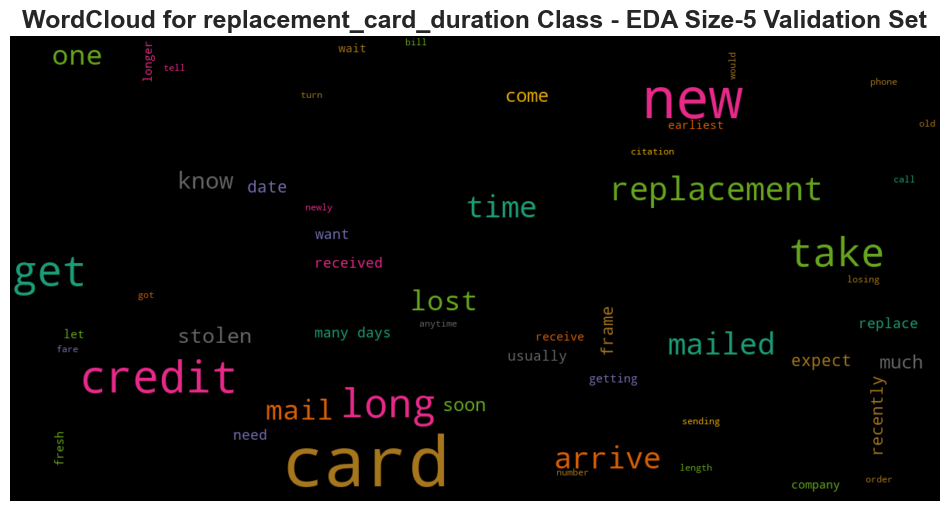 WordCloud for replacement_card_duration Class - EDA Size-5 Validation Set
one
longer
tell
wait
bill
would
phone
turn
come
new
earliest
old
citation
know
date
newly
time
replacement
call
want
received
take
get
got
lost
losing
let
fare
stolen
many days
anytime
receive
usually
frame
mailed
replace
expect
much
credit
getting
mail
long
soon
recently
fresh
need
card
sending
arrive
number
length
company
order